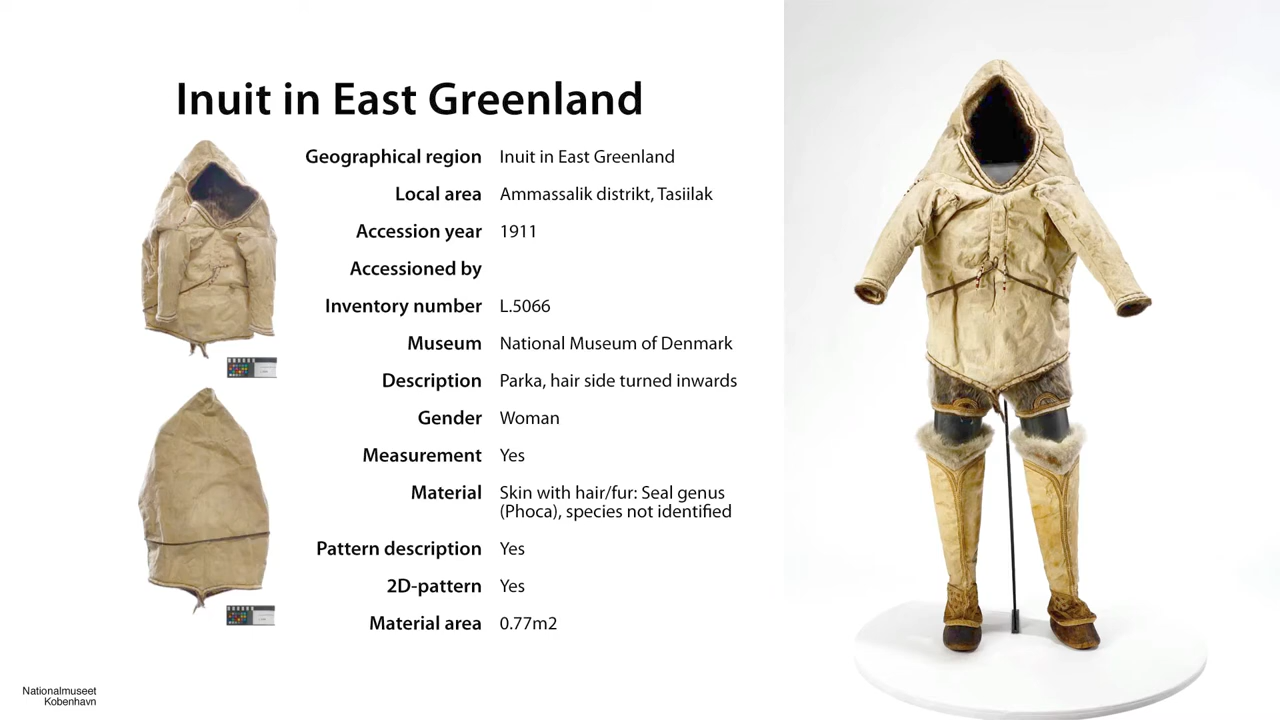 Inuit in East Greenland
Geographical region Inuit in East Greenland
Local area Ammassalik distrikt, Tasiilak
Accession year 1911
Accessioned by
Inventory number L.5066
Museum National Museum of Denmark
Description Parka, hair side turned inwards
Gender Woman
Measurement Yes
Material Skin with hair/fur: Seal genus
(Phoca), species not identified
Pattern description Yes
2D-pattern Yes
Material area 0.77m2
Nationalmuseet
Kobenhavn